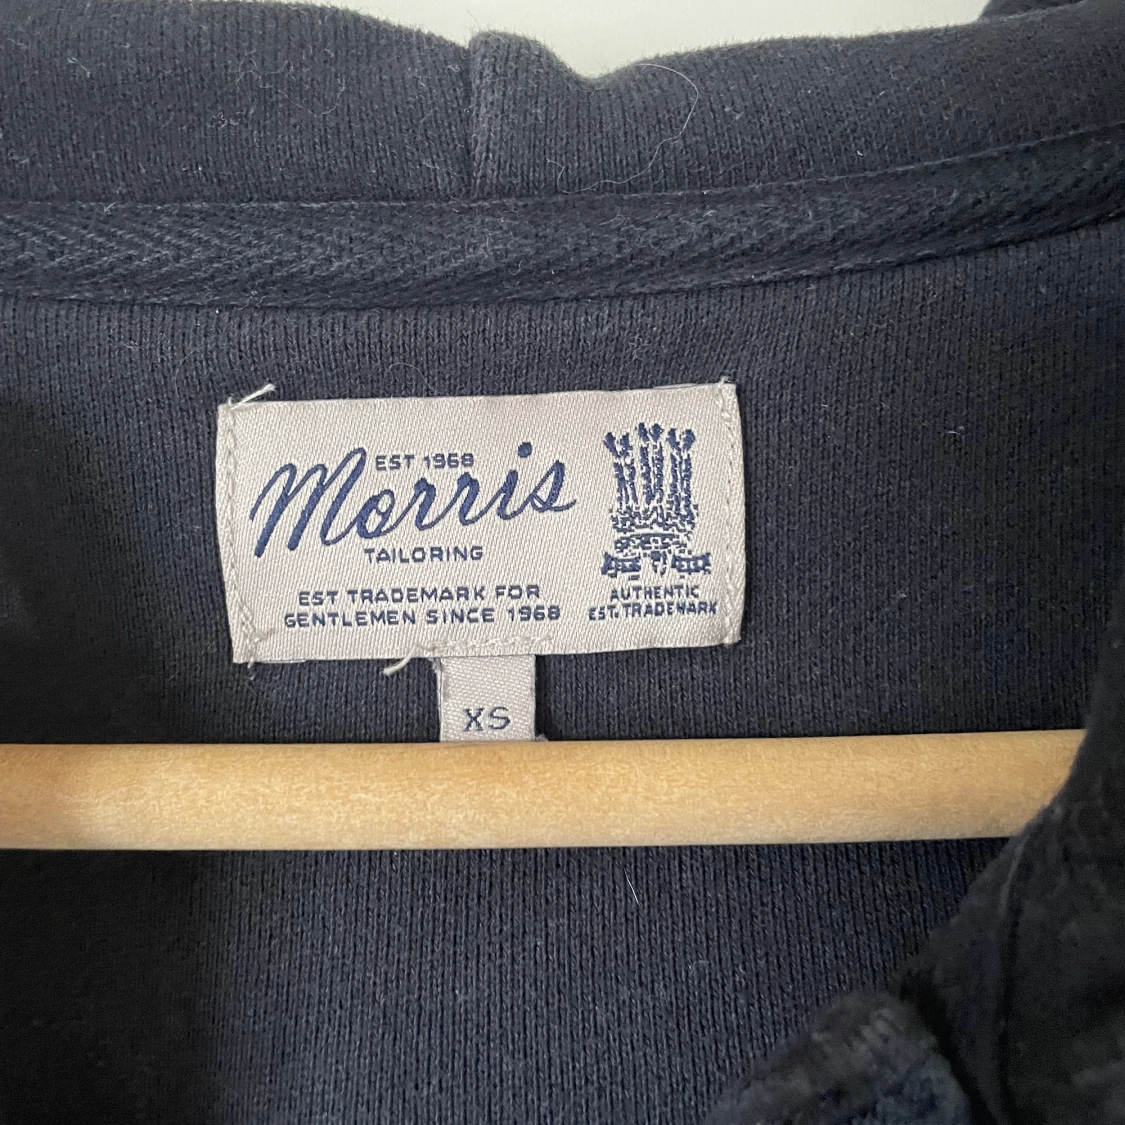 EST 1968
Morris
TAILORING
EST TRADEMARK FOR
GENTLEMEN SINCE 1968
AUTHENTIC
EST. TRADEMARK
XS